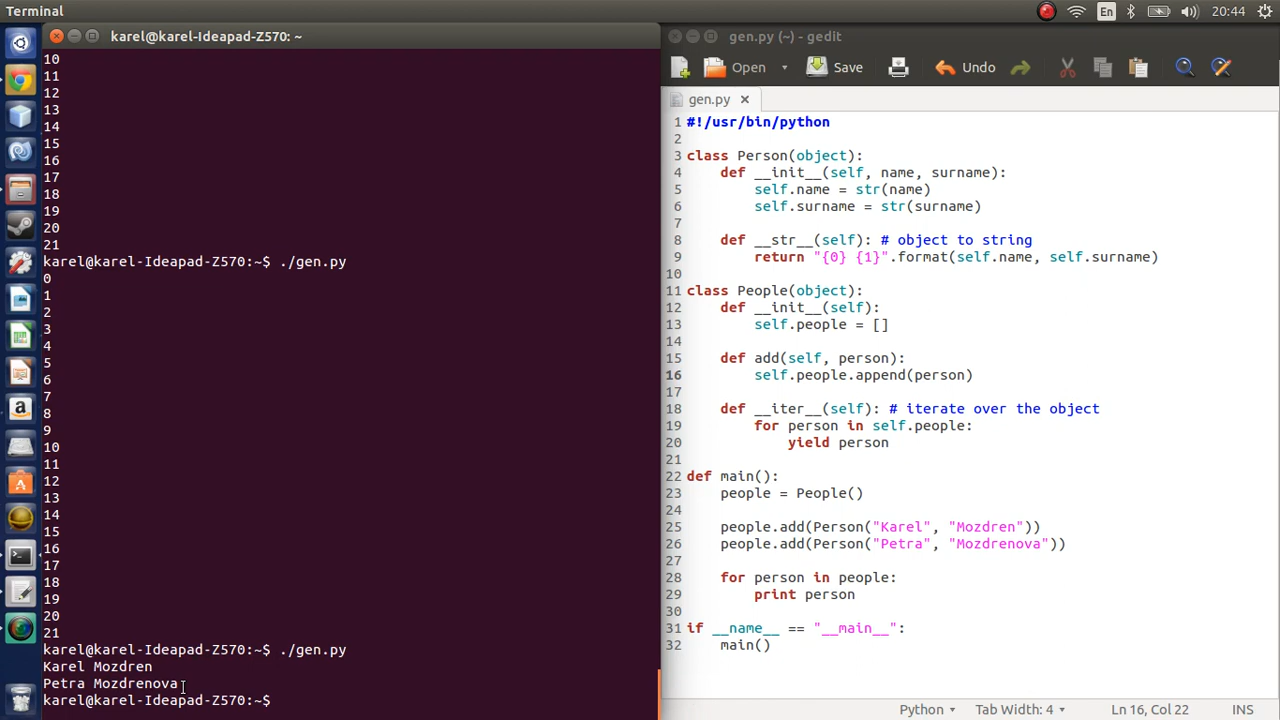 Terminal
En
20:44
karel@karel-Ideapad-Z570: ~
10
11
12
13
14
15
16
17
18
19
20
21
karel@karel-Ideapad-Z570:~$ ./gen.py
0
1
2
3
4
5
6
7
8
9
10
11
12
13
14
15
16
17
18
19
20
21
karel@karel-Ideapad-Z570:~$ ./gen.py
Karel Mozdren
Petra Mozdrenova
karel@karel-Ideapad-Z570:~$
gen.py (~) - gedit
Open Save Undo
gen.py ×
1 #!/usr/bin/python
2
3 class Person(object):
4     def __init__(self, name, surname):
5         self.name = str(name)
6         self.surname = str(surname)
7
8     def __str__(self): # object to string
9         return "{0} {1}".format(self.name, self.surname)
10
11 class People(object):
12     def __init__(self):
13         self.people = []
14
15     def add(self, person):
16         self.people.append(person)
17
18     def __iter__(self): # iterate over the object
19         for person in self.people:
20             yield person
21
22 def main():
23     people = People()
24
25     people.add(Person("Karel", "Mozdren"))
26     people.add(Person("Petra", "Mozdrenova"))
27
28     for person in people:
29         print person
30
31 if __name__ == "__main__":
32     main()
Python Tab Width: 4 Ln 16, Col 22 INS